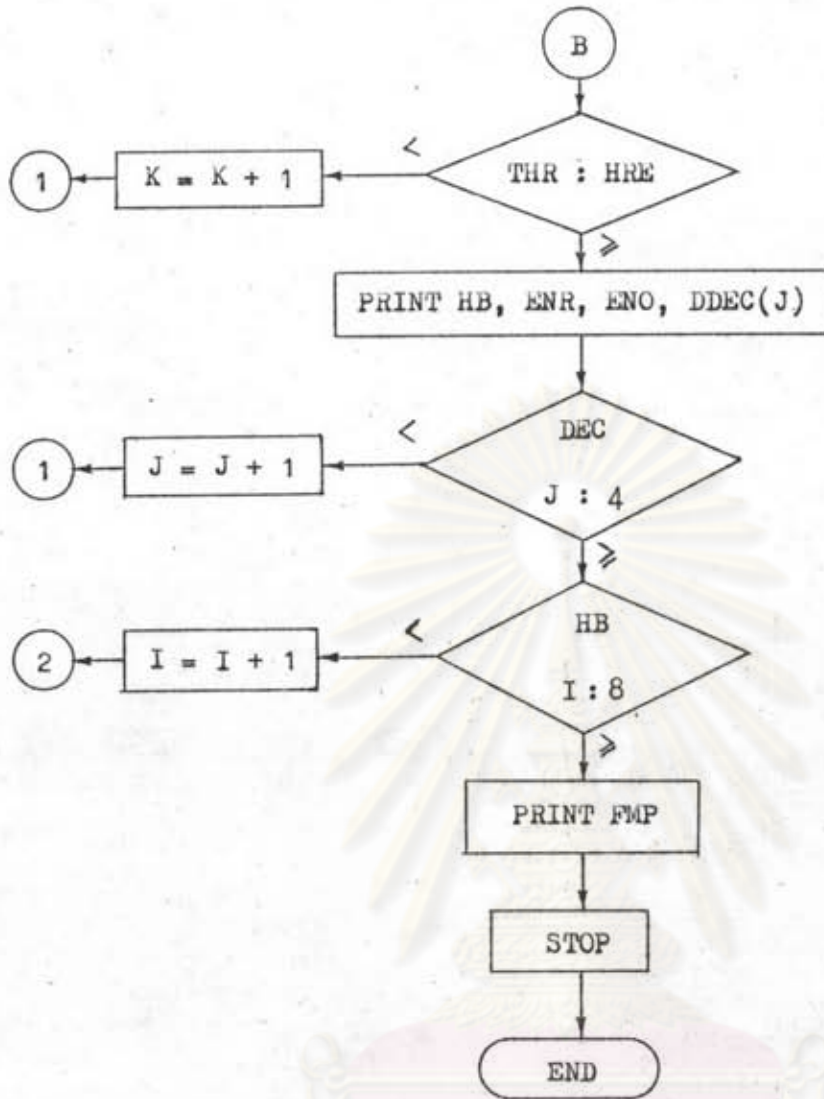 B
<
THR : HRE
K = K + 1
1
≥
PRINT HB, ENR, ENO, DDEC(J)
<
DEC
J : 4
J = J + 1
1
≥
<
HB
I : 8
I = I + 1
2
≥
PRINT FMP
STOP
END